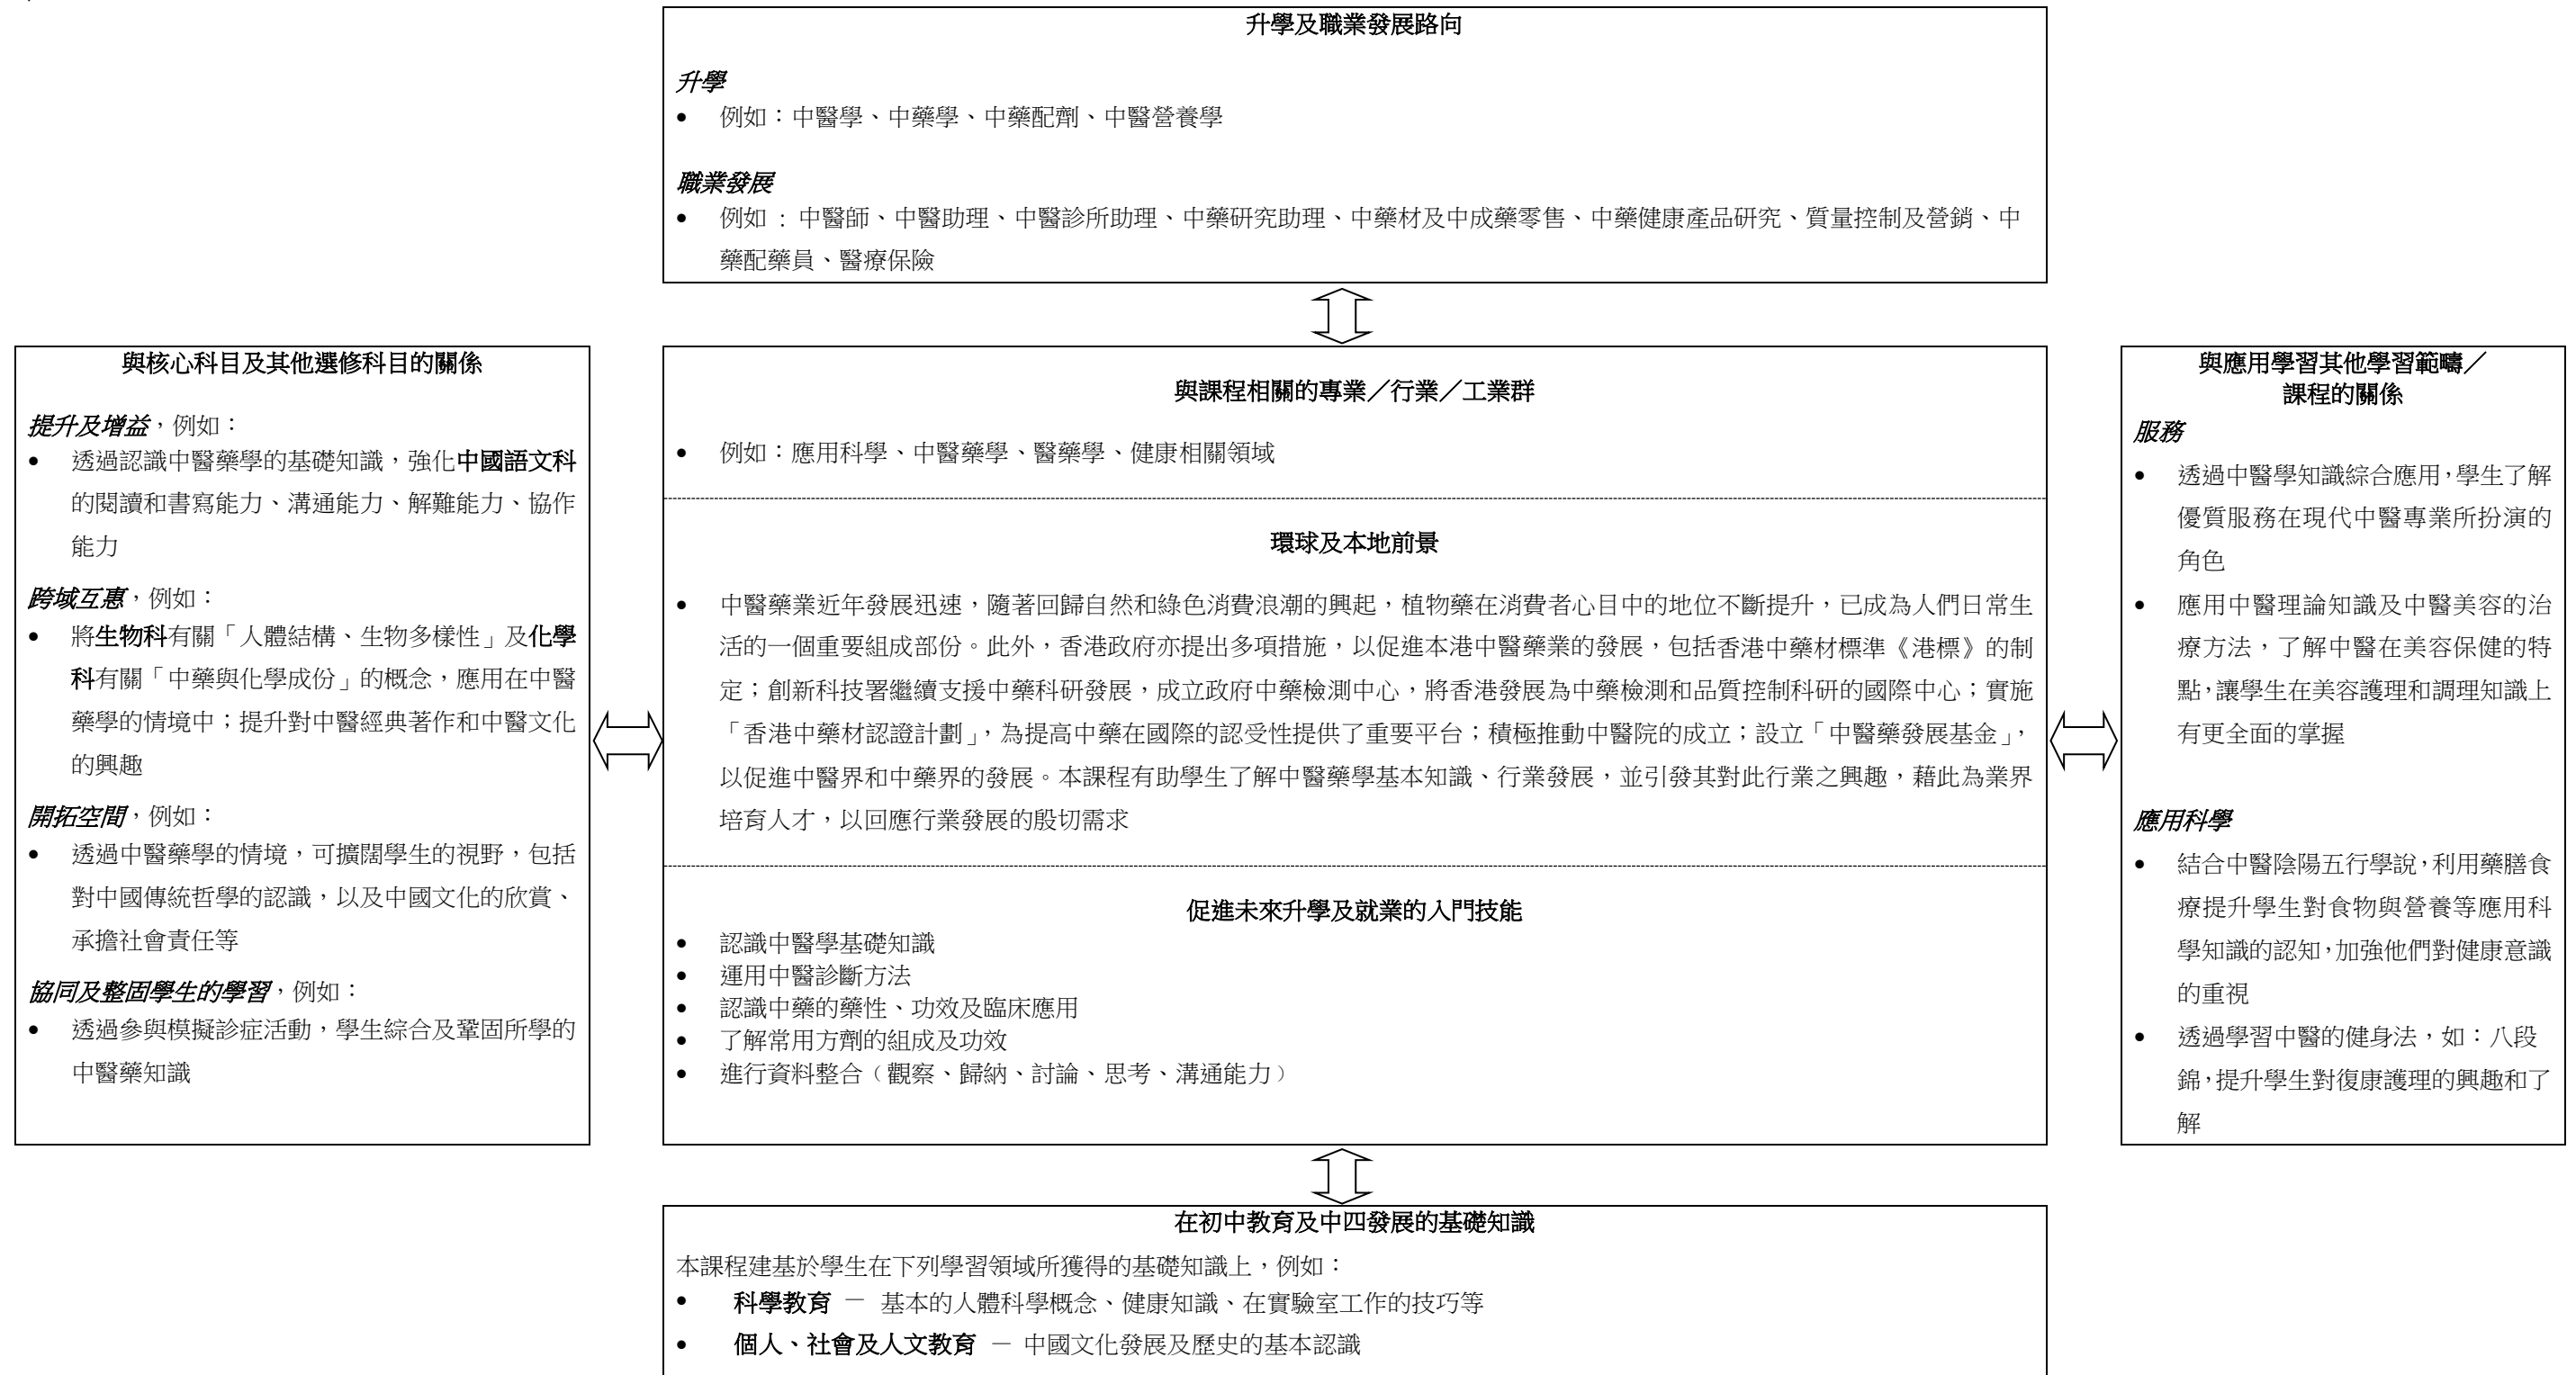 升學及職業發展路向
升學
• 例如：中醫學、中藥學、中藥配劑、中醫營養學
職業發展
• 例如：中醫師、中醫助理、中醫診所助理、中藥研究助理、中藥材及中成藥零售、中藥健康產品研究、質量控制及營銷、中
藥配藥員、醫療保險
與核心科目及其他選修科目的關係
提升及增益，例如：
• 透過認識中醫藥學的基礎知識，強化中國語文科
的閱讀和書寫能力、溝通能力、解難能力、協作
能力
跨域互惠，例如：
• 將生物科有關「人體結構、生物多樣性」及化學
科有關「中藥與化學成份」的概念，應用在中醫
藥學的情境中；提升對中醫經典著作和中醫文化
的興趣
開拓空間，例如：
• 透過中醫藥學的情境，可擴闊學生的視野，包括
對中國傳統哲學的認識，以及中國文化的欣賞、
承擔社會責任等
協同及整固學生的學習，例如：
• 透過參與模擬診症活動，學生綜合及鞏固所學的
中醫藥知識
與課程相關的專業／行業／工業群
• 例如：應用科學、中醫藥學、醫藥學、健康相關領域
環球及本地前景
• 中醫藥業近年發展迅速，隨著回歸自然和綠色消費浪潮的興起，植物藥在消費者心目中的地位不斷提升，已成為人們日常生
活的一個重要組成部份。此外，香港政府亦提出多項措施，以促進本港中醫藥業的發展，包括香港中藥材標準《港標》的制
定；創新科技署繼續支援中藥科研發展，成立政府中藥檢測中心，將香港發展為中藥檢測和品質控制科研的國際中心；實施
「香港中藥材認證計劃」，為提高中藥在國際的認受性提供了重要平台；積極推動中醫院的成立；設立「中醫藥發展基金」，
以促進中醫界和中藥界的發展。本課程有助學生了解中醫藥學基本知識、行業發展，並引發其對此行業之興趣，藉此為業界
培育人才，以回應行業發展的殷切需求
促進未來升學及就業的入門技能
• 認識中醫學基礎知識
• 運用中醫診斷方法
• 認識中藥的藥性、功效及臨床應用
• 了解常用方劑的組成及功效
• 進行資料整合（觀察、歸納、討論、思考、溝通能力）
與應用學習其他學習範疇／
課程的關係
服務
• 透過中醫學知識綜合應用，學生了解
優質服務在現代中醫專業所扮演的
角色
• 應用中醫理論知識及中醫美容的治
療方法，了解中醫在美容保健的特
點，讓學生在美容護理和調理知識上
有更全面的掌握
應用科學
• 結合中醫陰陽五行學說，利用藥膳食
療提升學生對食物與營養等應用科
學知識的認知，加強他們對健康意識
的重視
• 透過學習中醫的健身法，如：八段
錦，提升學生對復康護理的興趣和了
解
在初中教育及中四發展的基礎知識
本課程建基於學生在下列學習領域所獲得的基礎知識上，例如：
• 科學教育 － 基本的人體科學概念、健康知識、在實驗室工作的技巧等
• 個人、社會及人文教育 － 中國文化發展及歷史的基本認識